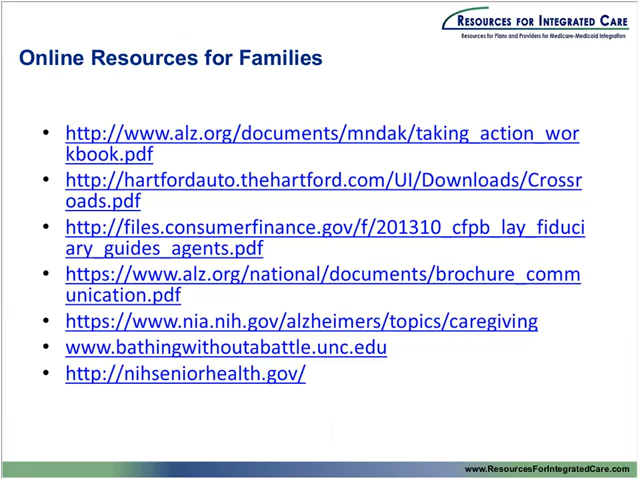 RESOURCES FOR INTEGRATED CARE
Resources for Plans and Providers for Medicare-Medicaid Integration
Online Resources for Families
• http://www.alz.org/documents/mndak/taking_action_wor
kbook.pdf
• http://hartfordauto.thehartford.com/UI/Downloads/Crossr
oads.pdf
• http://files.consumerfinance.gov/f/201310_cfpb_lay_fiduci
ary_guides_agents.pdf
• https://www.alz.org/national/documents/brochure_comm
unication.pdf
• https://www.nia.nih.gov/alzheimers/topics/caregiving
• www.bathingwithoutabattle.unc.edu
• http://nihseniorhealth.gov/
www.ResourcesForIntegratedCare.com